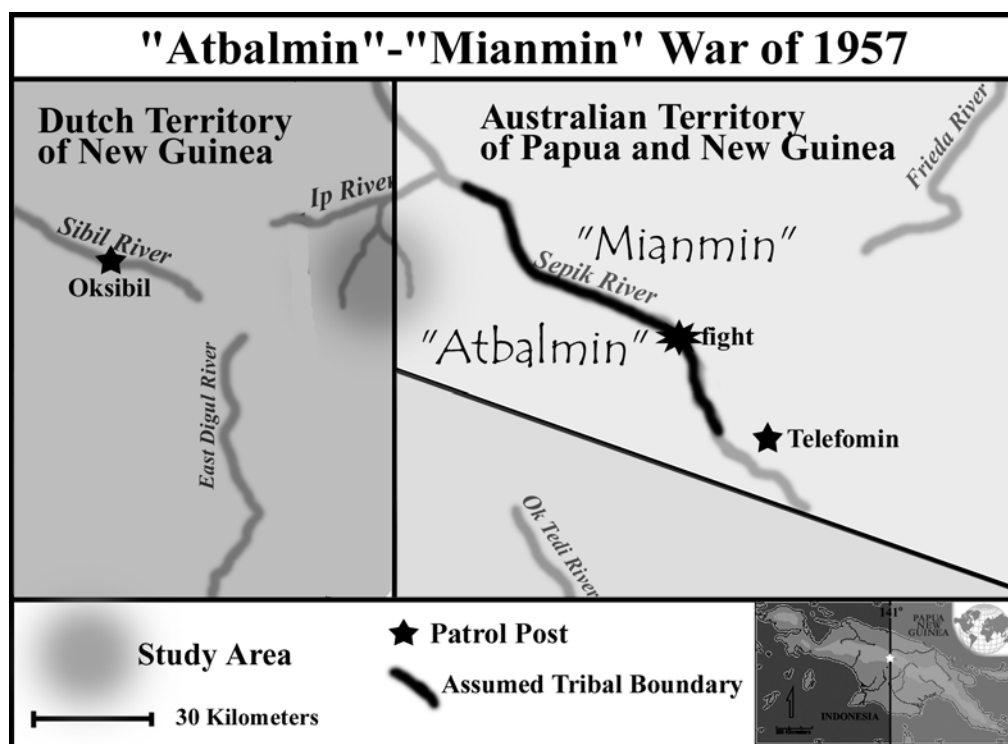 "Atbalmin"-"Mianmin" War of 1957
Dutch Territory
of New Guinea
Australian Territory
of Papua and New Guinea
Frieda River
Ip River
Sibil River
Oksibil
"Mianmin"
Sepik River
"Atbalmin"
fight
East Digul River
Telefomin
Ok Tedi River
Study Area
30 Kilometers
Patrol Post
Assumed Tribal Boundary
141°
PAPUA
NEW
GUINEA
INDONESIA